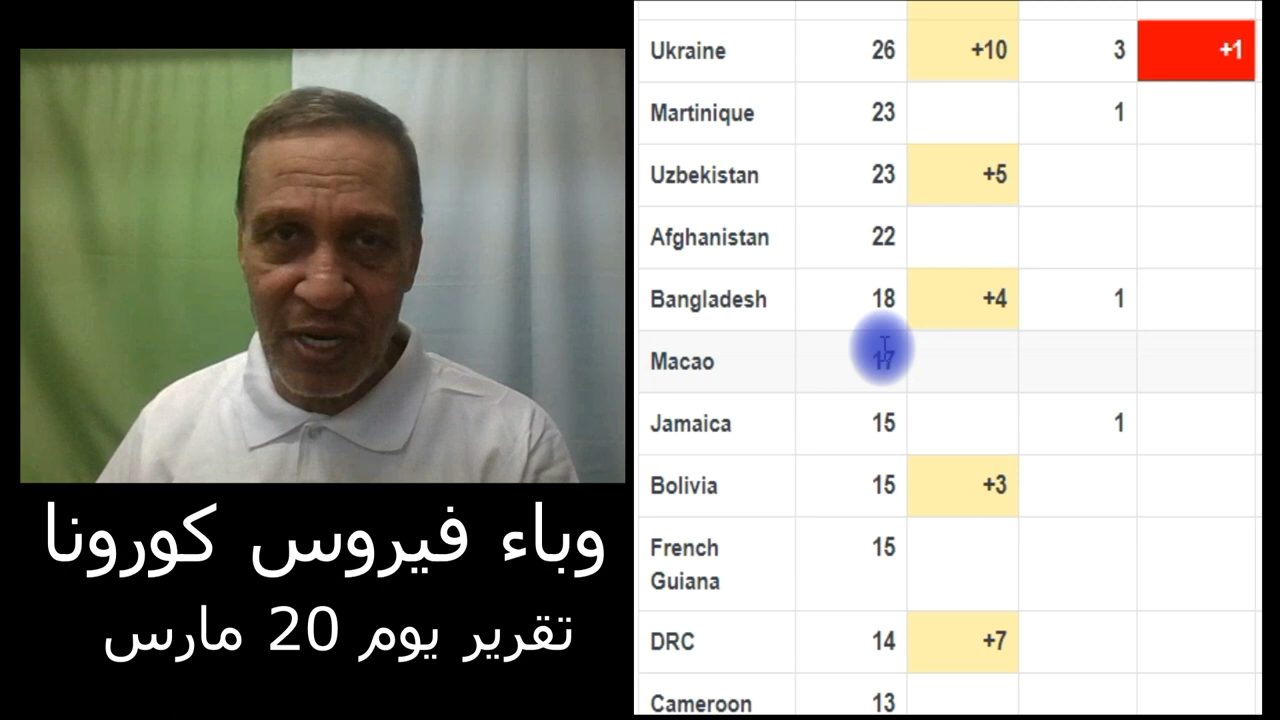 وباء فيروس كورونا
تقرير يوم 20 مارس
Ukraine 26 +10 3 +1
Martinique 23 1
Uzbekistan 23 +5
Afghanistan 22
Bangladesh 18 +4 1
Macao 17
Jamaica 15 1
Bolivia 15 +3
French 15
Guiana
DRC 14 +7
Cameroon 13